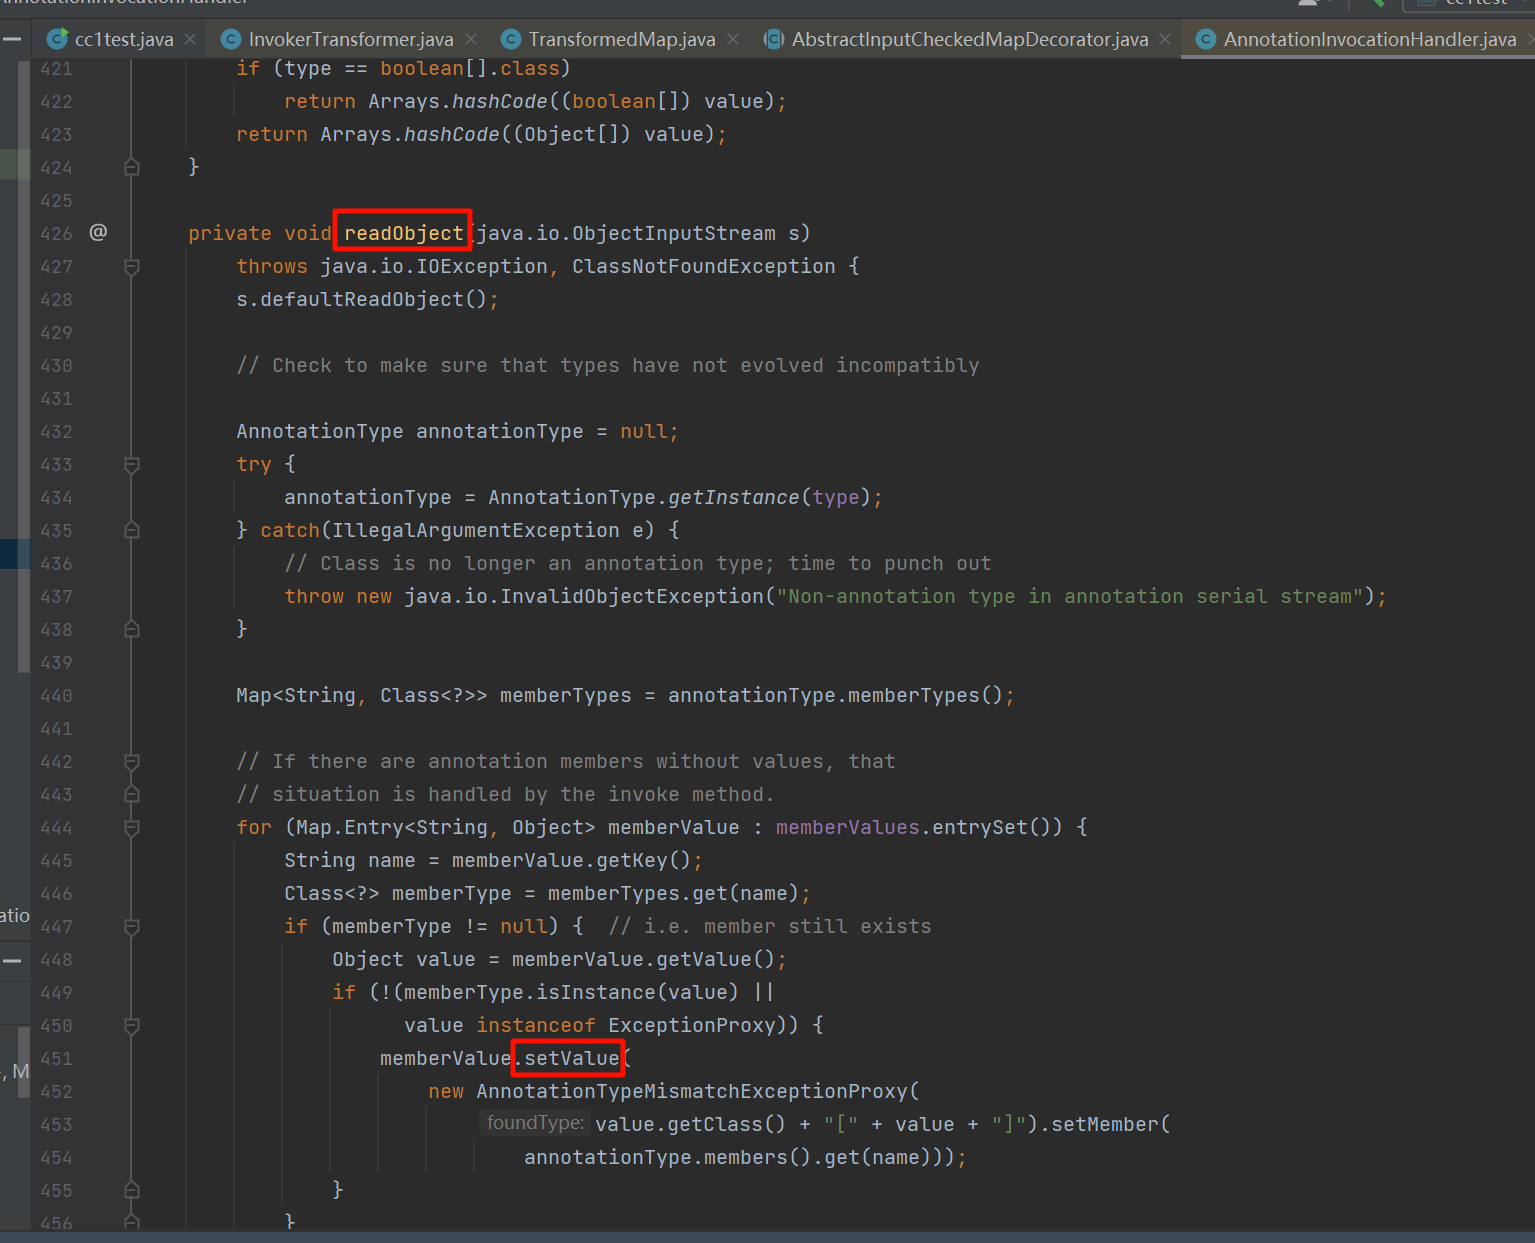 cc1test.java InvokerTransformer.java TransformedMap.java AbstractInputCheckedMapDecorator.java AnnotationInvocationHandler.java
421 if (type == boolean[].class)
422 return Arrays.hashCode((boolean[]) value);
423 return Arrays.hashCode((Object[]) value);
424 }
425
426 @ private void readObject(java.io.ObjectInputStream s)
427 throws java.io.IOException, ClassNotFoundException {
428 s.defaultReadObject();
429
430 // Check to make sure that types have not evolved incompatibly
431
432 AnnotationType annotationType = null;
433 try {
434 annotationType = AnnotationType.getInstance(type);
435 } catch(IllegalArgumentException e) {
436 // Class is no longer an annotation type; time to punch out
437 throw new java.io.InvalidObjectException("Non-annotation type in annotation serial stream");
438 }
439
440 Map<String, Class<?>> memberTypes = annotationType.memberTypes();
441
442 // If there are annotation members without values, that
443 // situation is handled by the invoke method.
444 for (Map.Entry<String, Object> memberValue : memberValues.entrySet()) {
445 String name = memberValue.getKey();
446 Class<?> memberType = memberTypes.get(name);
447 if (memberType != null) { // i.e. member still exists
448 Object value = memberValue.getValue();
449 if (!(memberType.isInstance(value) ||
450 value instanceof ExceptionProxy)) {
451 memberValue.setValue(
452 new AnnotationTypeMismatchExceptionProxy(
453 foundType: value.getClass() + "[" + value + "]").setMember(
454 annotationType.members().get(name)));
455 }
456 }